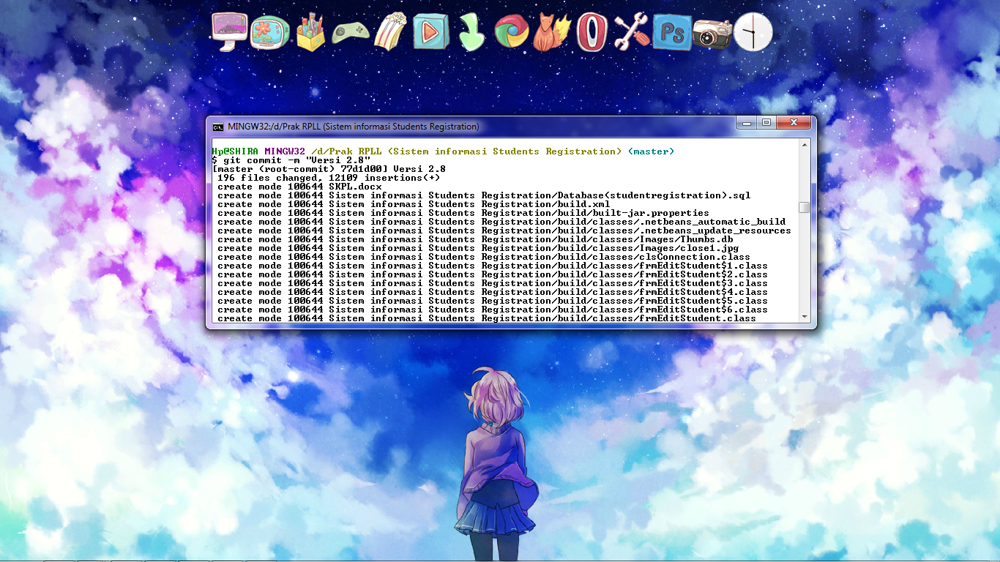 Ps
MINGW32:/d/Prak RPLL (Sistem informasi Students Registration)
Hp@SHIRA MINGW32 /d/Prak RPLL (Sistem informasi Students Registration) (master)
$ git commit -m "Versi 2.8"
[master (root-commit) 77d1d00] Versi 2.8
196 files changed, 12109 insertions(+)
create mode 100644 SKPL.docx
create mode 100644 Sistem informasi Students Registration/Database(studentregistration).sql
create mode 100644 Sistem informasi Students Registration/build.xml
create mode 100644 Sistem informasi Students Registration/build/built-jar.properties
create mode 100644 Sistem informasi Students Registration/build/classes/.netbeans_automatic_build
create mode 100644 Sistem informasi Students Registration/build/classes/.netbeans_update_resources
create mode 100644 Sistem informasi Students Registration/build/classes/Images/Thumbs.db
create mode 100644 Sistem informasi Students Registration/build/classes/Images/close1.jpg
create mode 100644 Sistem informasi Students Registration/build/classes/clsConnection.class
create mode 100644 Sistem informasi Students Registration/build/classes/frmEditStudent$1.class
create mode 100644 Sistem informasi Students Registration/build/classes/frmEditStudent$2.class
create mode 100644 Sistem informasi Students Registration/build/classes/frmEditStudent$3.class
create mode 100644 Sistem informasi Students Registration/build/classes/frmEditStudent$4.class
create mode 100644 Sistem informasi Students Registration/build/classes/frmEditStudent$5.class
create mode 100644 Sistem informasi Students Registration/build/classes/frmEditStudent$6.class
create mode 100644 Sistem informasi Students Registration/build/classes/frmEditStudent.class